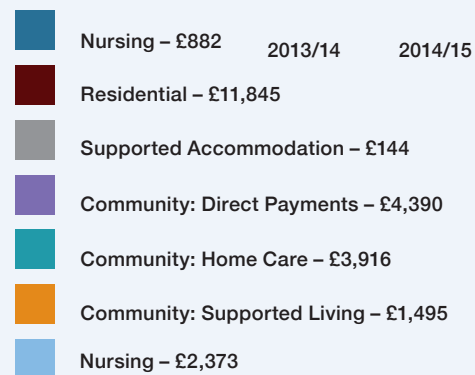 Nursing – £882
2013/14 2014/15
Residential – £11,845
Supported Accommodation – £144
Community: Direct Payments – £4,390
Community: Home Care – £3,916
Community: Supported Living – £1,495
Nursing – £2,373